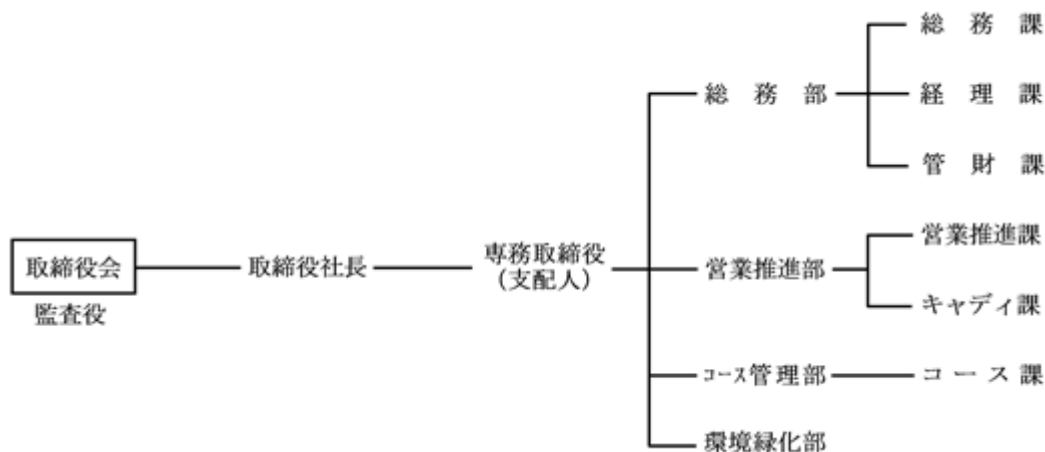 取締役会
監査役
取締役社長
専務取締役
（支配人）
総務部
総務課
経理課
管財課
営業推進部
営業推進課
キャディ課
コース管理部
コース課
環境緑化部